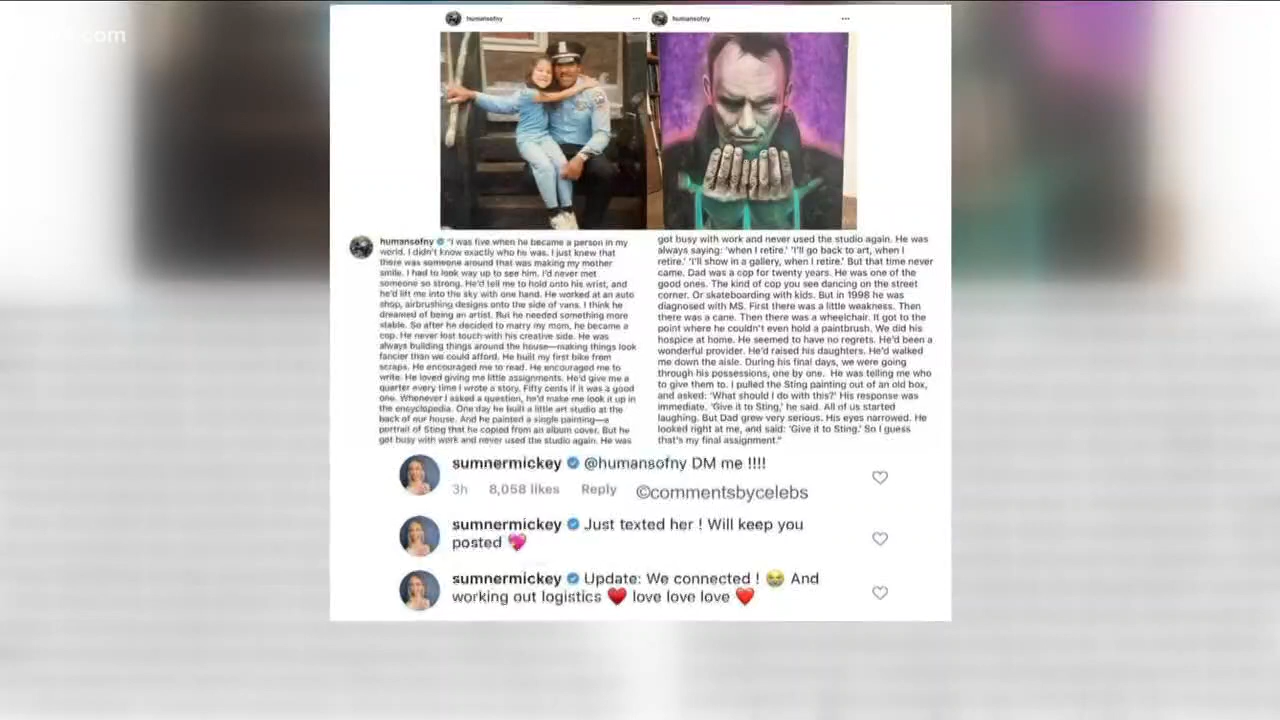 .com
humansofny
humansofny
humansofny "I was five when he became a person in my
world. I didn't know exactly who he was. I just knew that
there was someone around that was making my mother
smile. I had to look way up to see him. I'd never met
someone so strong. He'd tell me to hold onto his wrist, and
he'd lift me into the sky with one hand. He worked at an auto
shop, airbrushing designs onto the side of vans. I think he
dreamed of being an artist. But he needed something more
stable. So after he decided to marry my mom, he became a
cop. He never lost touch with his creative side. He was
always building things around the house—making things look
fancier than we could afford. He built my first bike from
scraps. He encouraged me to read. He encouraged me to
write. He loved giving me little assignments. He'd give me a
quarter every time I wrote a story. Fifty cents if it was a good
one. Whenever I asked a question, he'd make me look it up in
the encyclopedia. One day he built a little art studio at the
back of our house. And he painted a single painting—a
portrait of Sting that he copied from an album cover. But he
got busy with work and never used the studio again. He was
got busy with work and never used the studio again. He was
always saying: 'when I retire.' 'I'll go back to art, when I
retire.' 'I'll show in a gallery, when I retire.' But that time never
came. Dad was a cop for twenty years. He was one of the
good ones. The kind of cop you see dancing on the street
corner. Or skateboarding with kids. But in 1998 he was
diagnosed with MS. First there was a little weakness. Then
there was a cane. Then there was a wheelchair. It got to the
point where he couldn't even hold a paintbrush. We did his
hospice at home. He seemed to have no regrets. He'd been a
wonderful provider. He'd raised his daughters. He'd walked
me down the aisle. During his final days, we were going
through his possessions, one by one. He was telling me who
to give them to. I pulled the Sting painting out of an old box,
and asked: 'What should I do with this?' His response was
immediate. 'Give it to Sting,' he said. All of us started
laughing. But Dad grew very serious. His eyes narrowed. He
looked right at me, and said: 'Give it to Sting.' So I guess
that's my final assignment."
sumnermickey @humansofny DM me !!!!
3h 8,058 likes Reply ©commentsbycelebs
sumnermickey Just texted her ! Will keep you
posted 💖
sumnermickey Update: We connected ! 😭 And
working out logistics ♥️ love love love ❤️